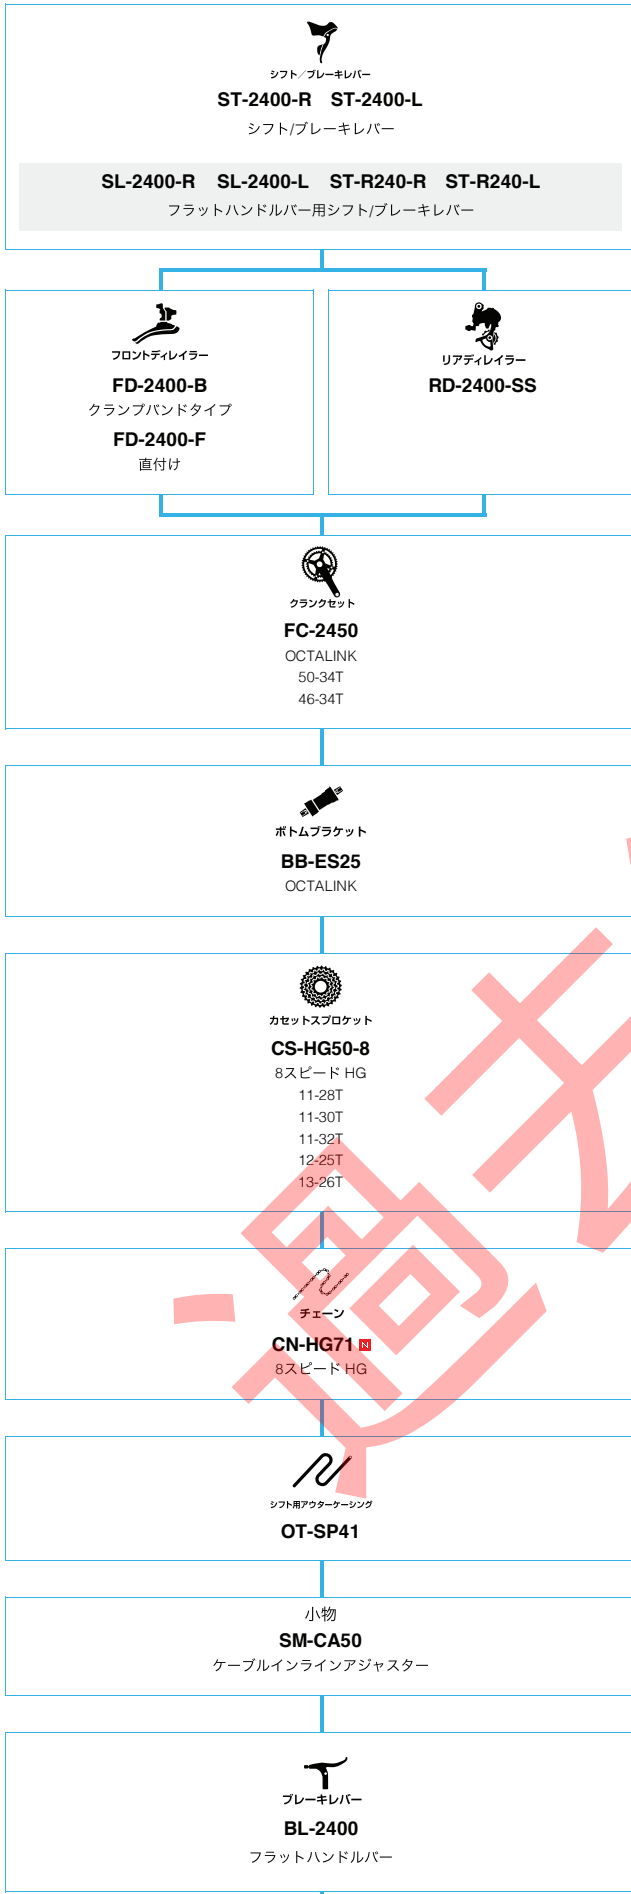 シフト／ブレーキレバー
ST-2400-R ST-2400-L
シフト/ブレーキレバー
SL-2400-R SL-2400-L ST-R240-R ST-R240-L
フラットハンドルバー用シフト/ブレーキレバー
フロントディレイラー
FD-2400-B
クランプバンドタイプ
FD-2400-F
直付け
リアディレイラー
RD-2400-SS
クランクセット
FC-2450
OCTALINK
50-34T
46-34T
ボトムブラケット
BB-ES25
OCTALINK
カセットスプロケット
CS-HG50-8
8スピード HG
11-28T
11-30T
11-32T
12-25T
13-26T
チェーン
CN-HG71 N
8スピード HG
シフト用アウターケーシング
OT-SP41
小物
SM-CA50
ケーブルインラインアジャスター
ブレーキレバー
BL-2400
フラットハンドルバー
過